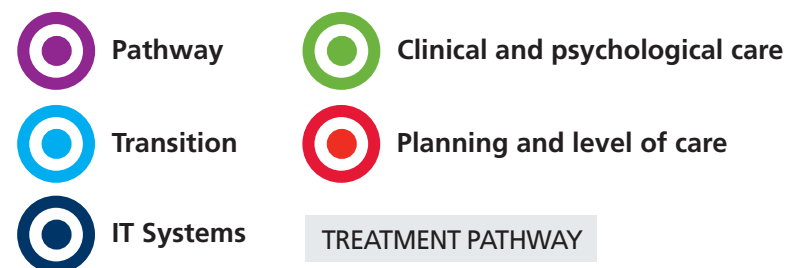 Pathway
Clinical and psychological care
Transition
Planning and level of care
IT Systems
TREATMENT PATHWAY